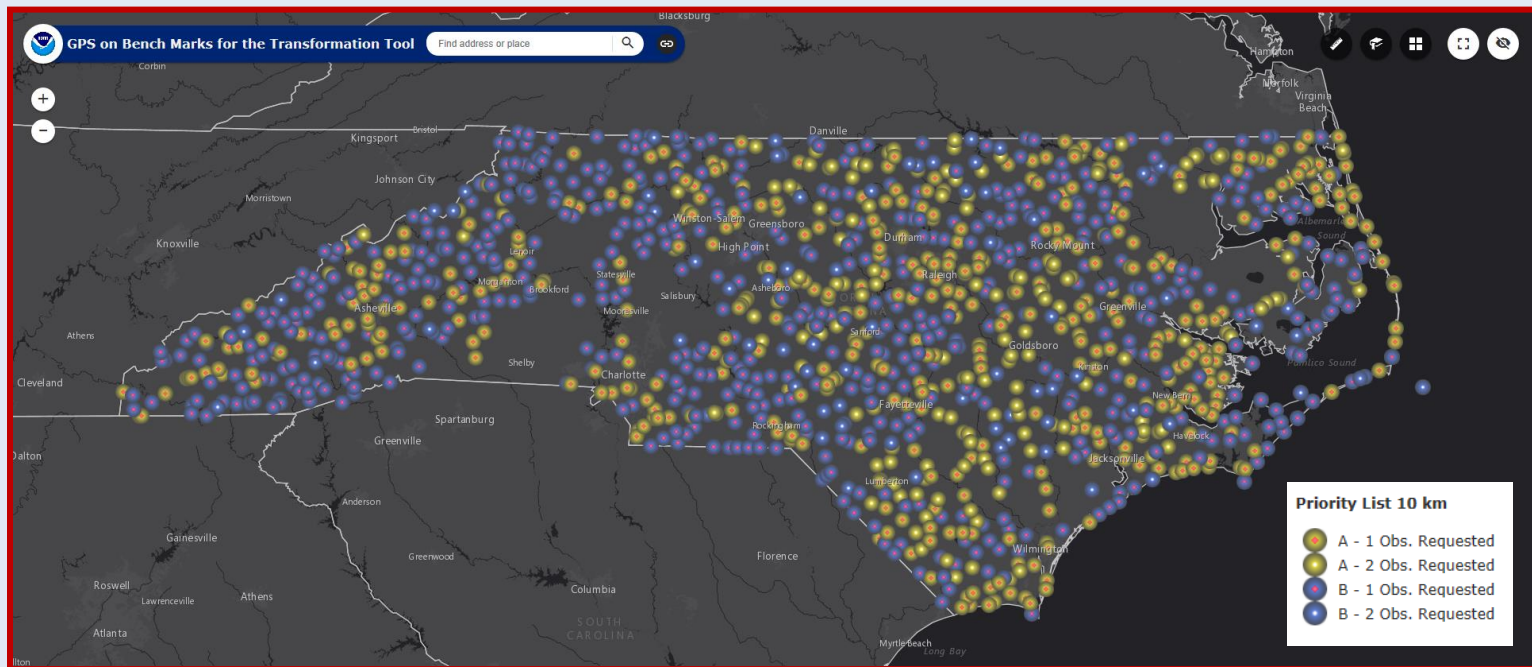 Blacksburg
GPS on Bench Marks for the Transformation Tool
Find address or place
Corbin
Hampton
Norfolk
Virginia
Beach
+
−
Kingsport
Bristol
Danville
Johnson City
Morristown
Winston-Salem
Greensboro
Albemarle
Sound
Knoxville
Durham
High Point
Rocky Mount
Lenoir
Statesville
Raleigh
Morganton
Brookford
Salisbury
Asheboro
Asheville
Mooresville
Greenville
Athens
Sanford
Goldsboro
Shelby
Pamlico Sound
Charlotte
Kinston
Cleveland
New Bern
Fayetteville
Spartanburg
Rockingham
Greenville
Havelock
Dalton
Jacksonville
Lumberton
Anderson
Priority List 10 km
A - 1 Obs. Requested
A - 2 Obs. Requested
B - 1 Obs. Requested
B - 2 Obs. Requested
Gainesville
Greenwood
Florence
Wilmington
Roswell
Lawrenceville
Athens
Columbia
SOUTH
CAROLINA
Atlanta
Myrtle Beach
Long Bay